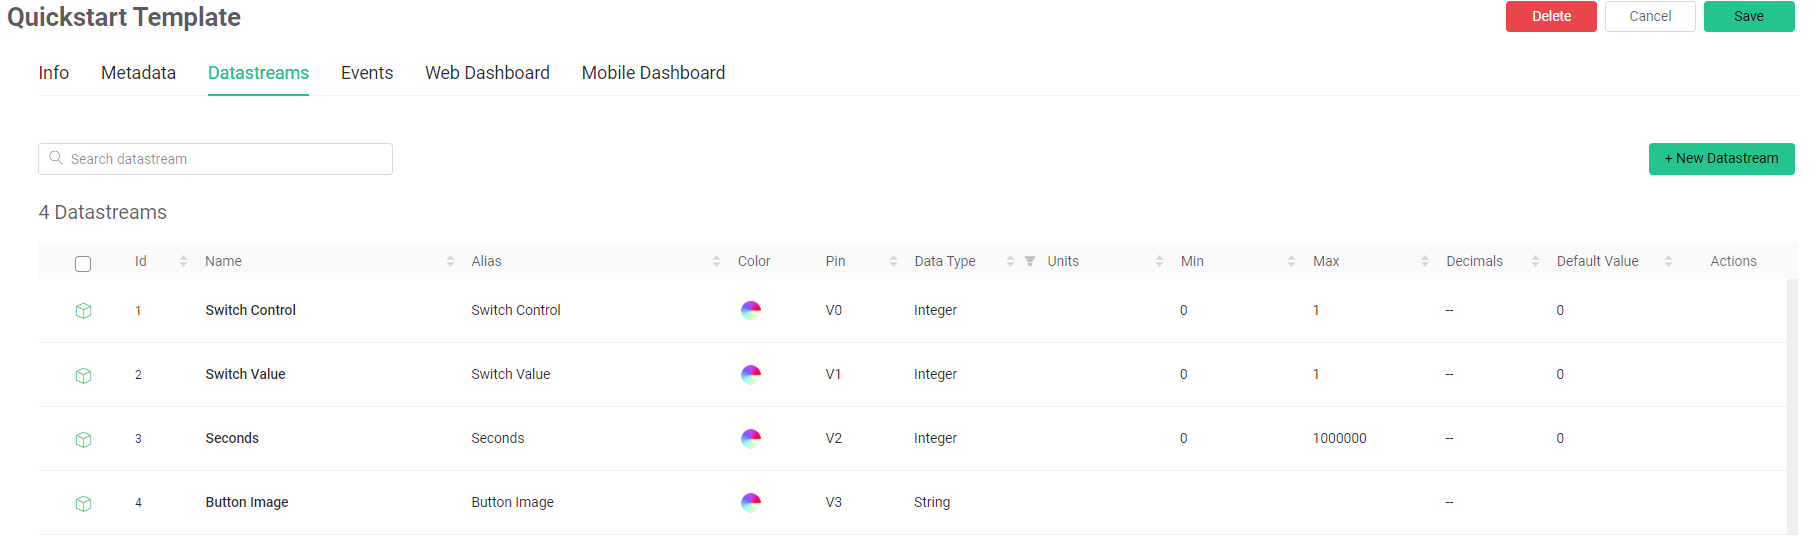 Quickstart Template
Delete Cancel Save
Info Metadata Datastreams Events Web Dashboard Mobile Dashboard
Search datastream
+ New Datastream
4 Datastreams
Id Name Alias Color Pin Data Type Units Min Max Decimals Default Value Actions
1 Switch Control Switch Control V0 Integer 0 1 -- 0
2 Switch Value Switch Value V1 Integer 0 1 -- 0
3 Seconds Seconds V2 Integer 0 1000000 -- 0
4 Button Image Button Image V3 String --